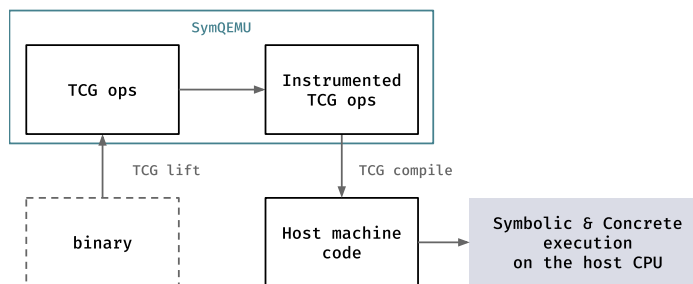 SymQEMU
TCG ops
Instrumented
TCG ops
TCG lift
TCG compile
binary
Host machine
code
Symbolic & Concrete
execution
on the host CPU